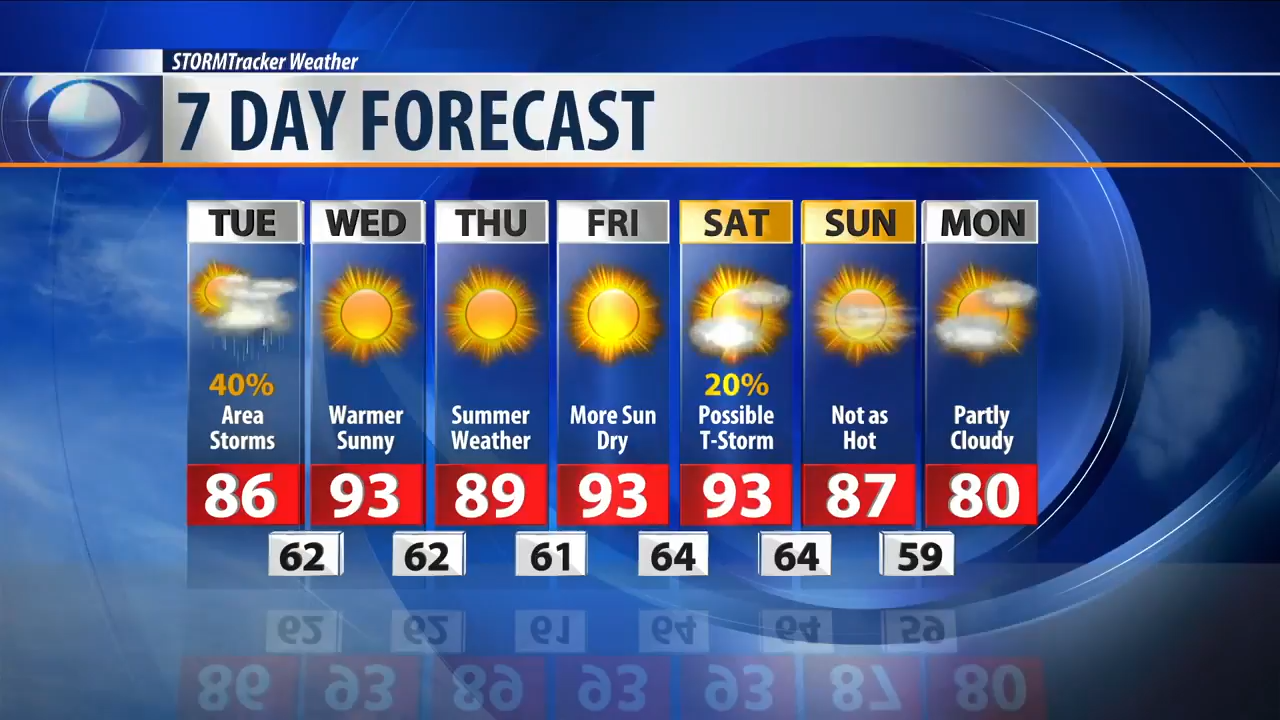 STORMTracker Weather
7 DAY FORECAST
TUE WED THU FRI SAT SUN MON
40% 20%
Area Warmer Summer More Sun Possible Not as Partly
Storms Sunny Weather Dry T-Storm Hot Cloudy
86 93 89 93 93 87 80
62 62 61 64 64 59